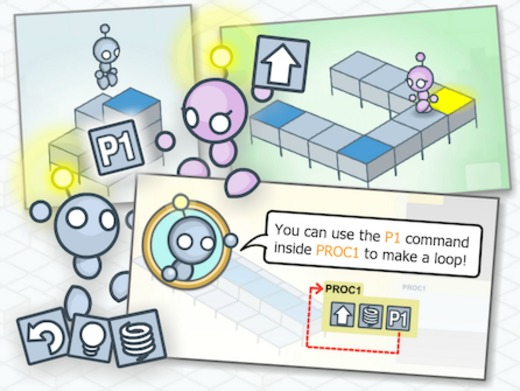 P1
You can use the P1 command
inside PROC1 to make a loop!
PROC1
PROC1
P1